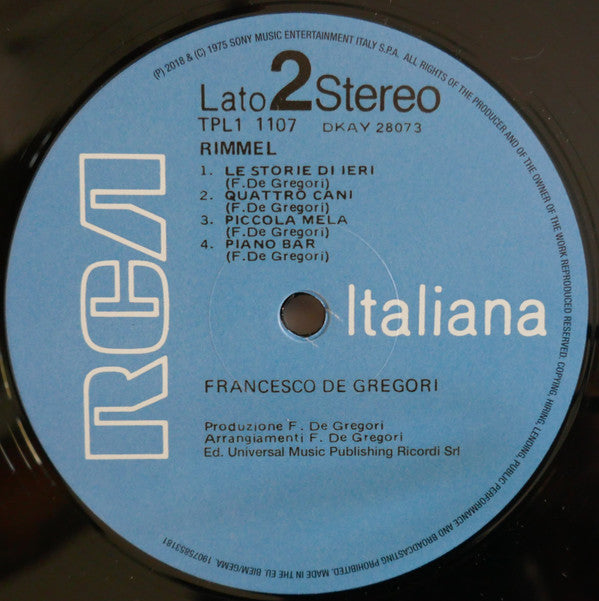 (P) 2018 & (C) 1975 SONY MUSIC ENTERTAINMENT ITALY S.P.A. ALL RIGHTS OF THE PRODUCER AND OF THE OWNER OF THE WORK REPRODUCED RESERVED. COPYING, HIRING, LENDING, PUBLIC PERFORMANCE AND BROADCASTING PROHIBITED. MADE IN THE EU. BIEM/GEMA. 19075853181
Lato 2 Stereo
TPL1 1107 DKAY 28073
RIMMEL
1. LE STORIE DI IERI
(F.De Gregori)
2. QUATTRO CANI
(F.De Gregori)
3. PICCOLA MELA
(F.De Gregori)
4. PIANO BAR
(F.De Gregori)
RCA
Italiana
FRANCESCO DE GREGORI
Produzione F. De Gregori
Arrangiamenti F. De Gregori
Ed. Universal Music Publishing Ricordi Srl